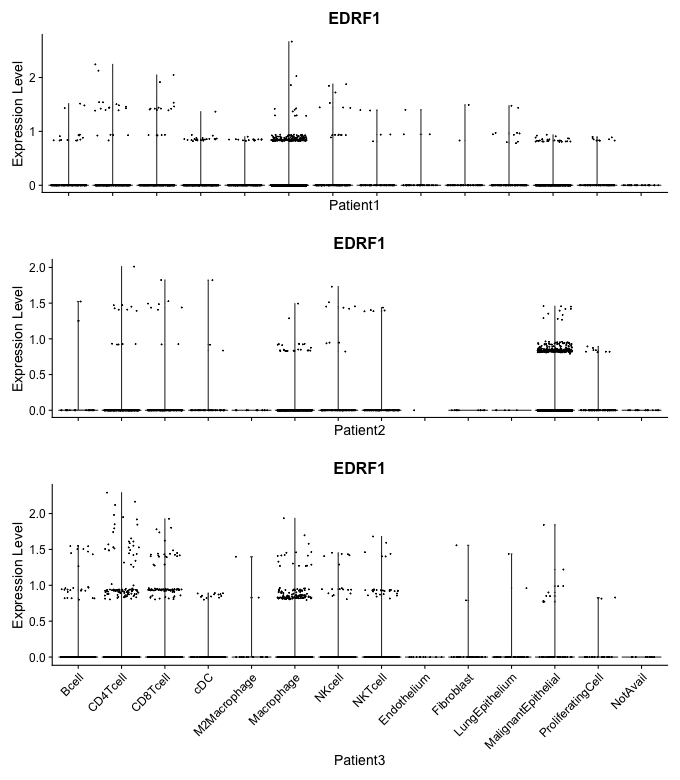 EDRF1
Expression Level
2
1
0
Patient1
EDRF1
Expression Level
2.0
1.5
1.0
0.5
0.0
Patient2
EDRF1
Expression Level
2.0
1.5
1.0
0.5
0.0
Bcell
CD4Tcell
CD8Tcell
cDC
M2Macrophage
Macrophage
NKcell
NKTcell
Endothelium
Fibroblast
LungEpithelium
MalignantEpithelial
ProliferatingCell
NotAvail
Patient3